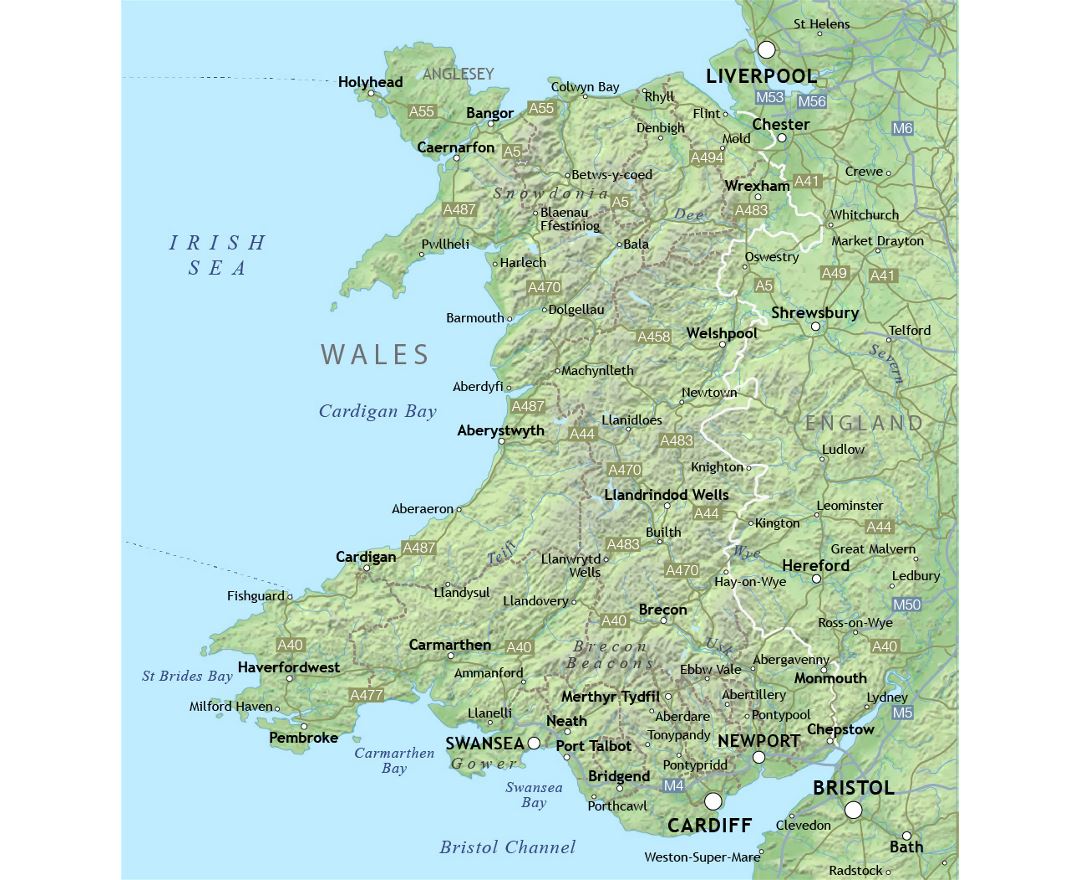 St Helens
LIVERPOOL
ANGLESEY
Holyhead
Colwyn Bay
Rhyll
M53
M56
A55
A55
Bangor
Flint
Chester
M6
Denbigh
Mold
Caernarfon
A5
A494
Betws-y-coed
Crewe
Wrexham
A41
Snowdonia
A5
A487
Blaenau
Ffestiniog
Dee
A483
Whitchurch
IRISH
SEA
Pwllheli
Bala
Market Drayton
Harlech
Oswestry
A49
A41
A470
A5
Barmouth
Dolgellau
Shrewsbury
A458
Welshpool
Telford
WALES
Severn
Machynlleth
Aberdyfi
Newtown
Cardigan Bay
A487
Llanidloes
ENGLAND
Aberystwyth
A44
A483
Ludlow
A470
Knighton
Llandrindod Wells
Aberaeron
A44
Leominster
Kington
A44
Builth
Cardigan
A487
Teifi
A483
Wye
Great Malvern
Llanwrytd
Wells
A470
Hereford
Hay-on-Wye
Ledbury
Fishguard
Llandysul
Llandovery
Brecon
M50
A40
Ross-on-Wye
A40
Carmarthen
A40
Brecon
Beacons
Usk
A40
Haverfordwest
St Brides Bay
Ammanford
Ebbw Vale
Abergavenny
Monmouth
A477
Merthyr Tydfil
Abertillery
Lydney
Milford Haven
Llanelli
Neath
Aberdare
Pontypool
M5
Pembroke
SWANSEA
Port Talbot
Tonypandy
NEWPORT
Chepstow
Carmarthen
Bay
Gower
Pontypridd
Swansea
Bay
Bridgend
M4
BRISTOL
Porthcawl
CARDIFF
Clevedon
Bristol Channel
Bath
Weston-Super-Mare
Radstock